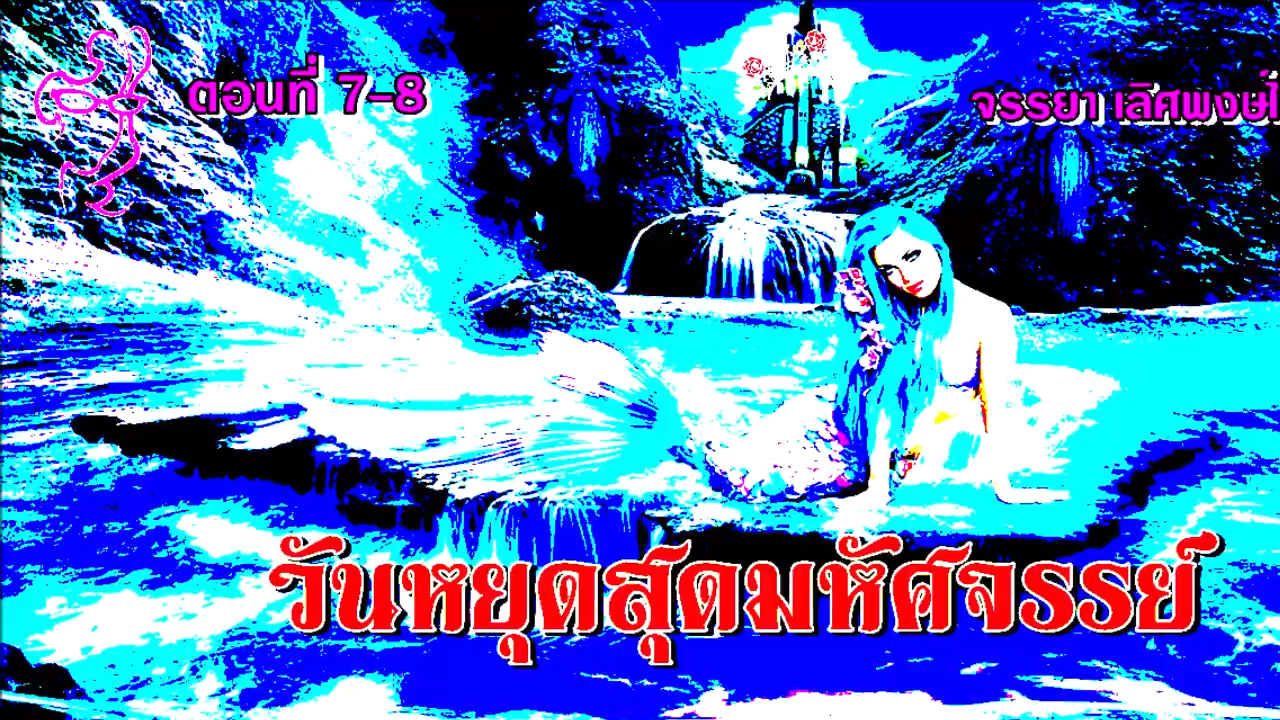 ตอนที่ 7-8
จรรยา เลิศพงษ์
วันหยุดสุดมหัศจรรย์